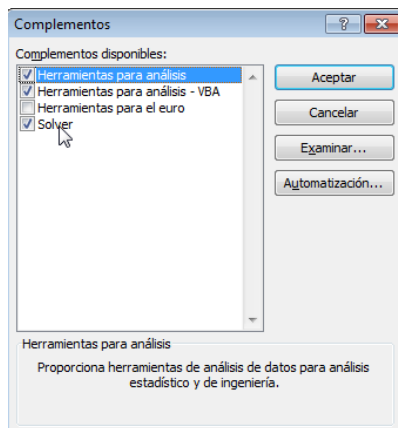 Complementos
Complementos disponibles:
Herramientas para análisis
Herramientas para análisis - VBA
Herramientas para el euro
Solver
Aceptar
Cancelar
Examinar...
Automatización...
Herramientas para análisis
Proporciona herramientas de análisis de datos para análisis
estadístico y de ingeniería.